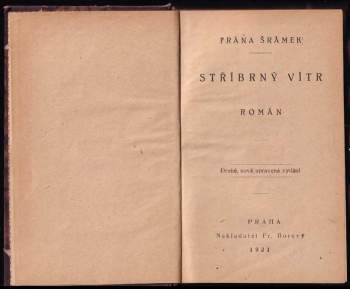 FRÁŇA ŠRÁMEK
STŘÍBRNÝ VÍTR
ROMÁN
Druhé, nově upravené vydání
PRAHA
Nakladatel Fr. Borový
1921